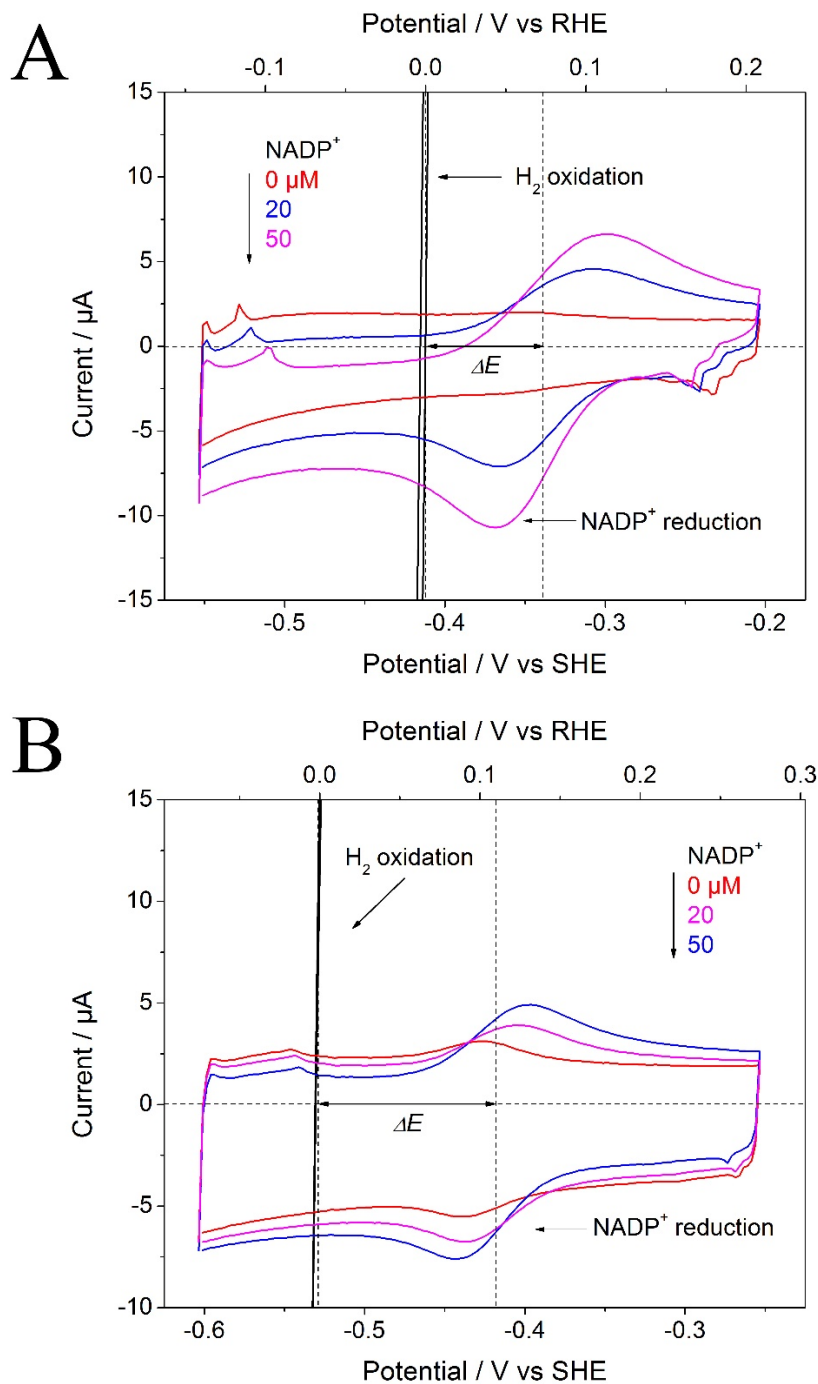 A
Potential / V vs RHE
-0.1 0.0 0.1 0.2
15
10
5
0
-5
-10
-15
Current / µA
NADP⁺
0 µM
20
50
H₂ oxidation
ΔE
NADP⁺ reduction
-0.5 -0.4 -0.3 -0.2
Potential / V vs SHE
B
Potential / V vs RHE
0.0 0.1 0.2 0.3
15
10
5
0
-5
-10
Current / µA
H₂ oxidation
NADP⁺
0 µM
20
50
ΔE
NADP⁺ reduction
-0.6 -0.5 -0.4 -0.3
Potential / V vs SHE